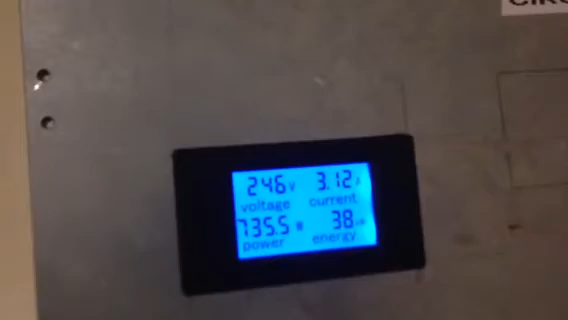 246V 3.12A
voltage current
735.5 W 38
power energy